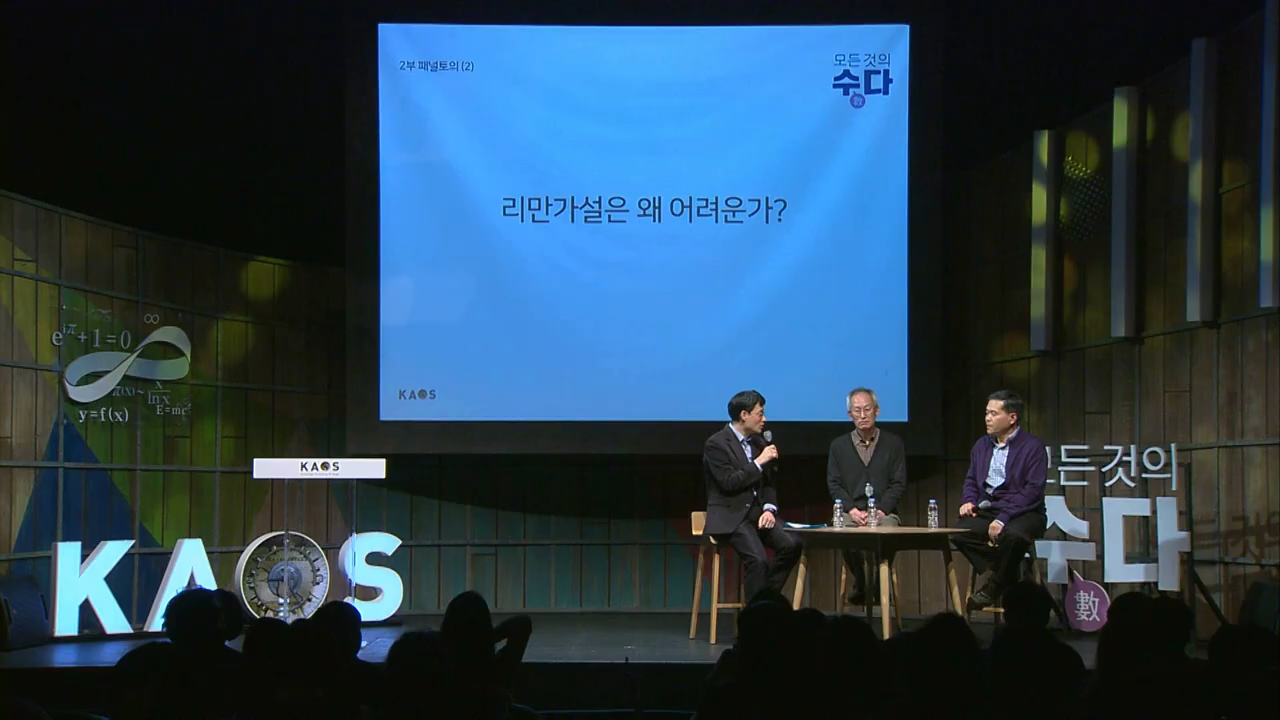 2부 패널토의 (2)
모든 것의
수다
數
리만가설은 왜 어려운가?
KAOS
e^iπ+1=0
∞
π(x)~
x
ln x
y=f(x)
E=mc²
KAOS
KAOS
모든 것의
수다
數